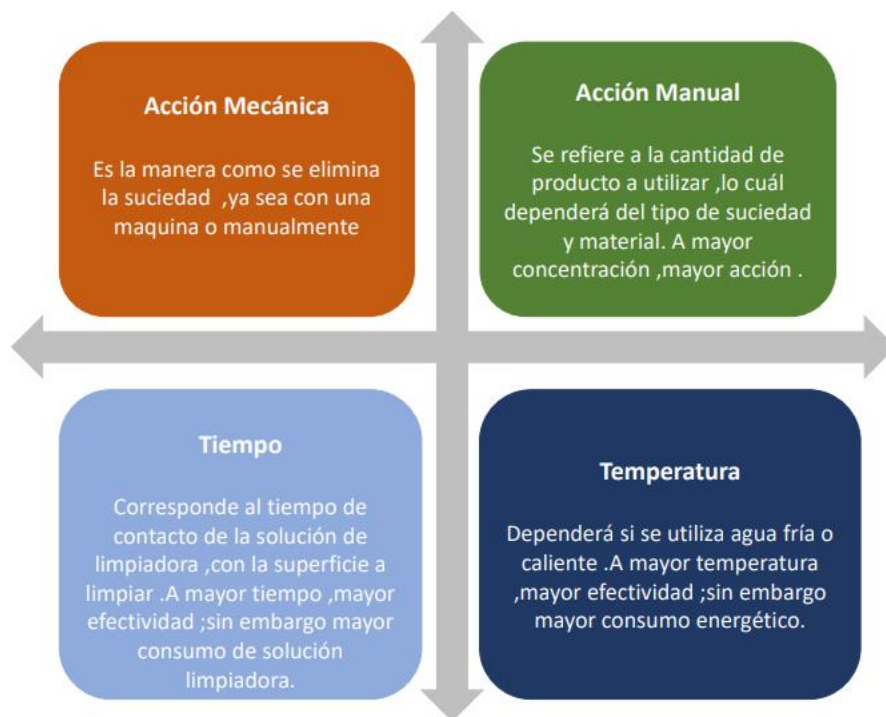 Acción Mecánica
Es la manera como se elimina
la suciedad ,ya sea con una
maquina o manualmente
Acción Manual
Se refiere a la cantidad de
producto a utilizar ,lo cuál
dependerá del tipo de suciedad
y material. A mayor
concentración ,mayor acción .
Tiempo
Corresponde al tiempo de
contacto de la solución de
limpiadora ,con la superficie a
limpiar .A mayor tiempo ,mayor
efectividad ;sin embargo mayor
consumo de solución
limpiadora.
Temperatura
Dependerá si se utiliza agua fría o
caliente .A mayor temperatura
,mayor efectividad ;sin embargo
mayor consumo energético.